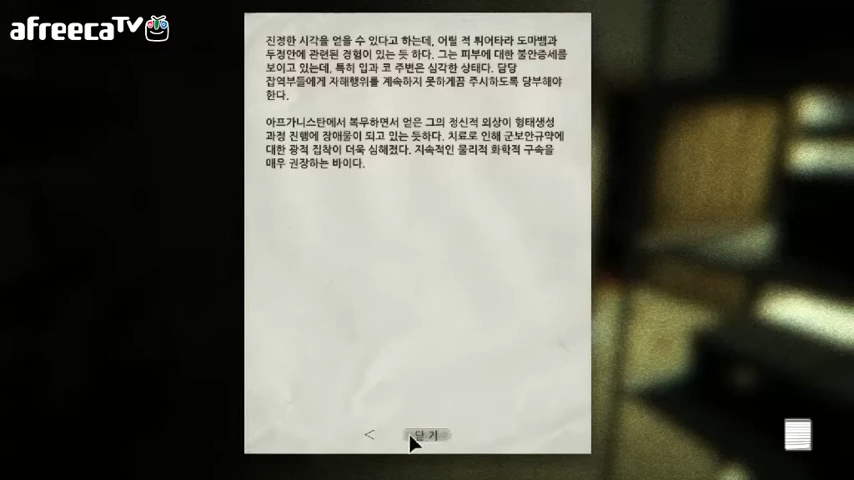 afreecaTV
진정한 시각을 얻을 수 있다고 하는데, 어릴 적 튀어타라 도마뱀과
두정안에 관련된 경험이 있는 듯 하다. 그는 피부에 대한 불안증세를
보이고 있는데, 특히 입과 코 주변은 심각한 상태다. 담당
잡역부들에게 자해행위를 계속하지 못하게끔 주시하도록 당부해야
한다.
아프가니스탄에서 복무하면서 얻은 그의 정신적 외상이 형태생성
과정 진행에 장애물이 되고 있는 듯하다. 치료로 인해 군보안규약에
대한 광적 집착이 더욱 심해졌다. 지속적인 물리적 화학적 구속을
매우 권장하는 바이다.
< 닫기